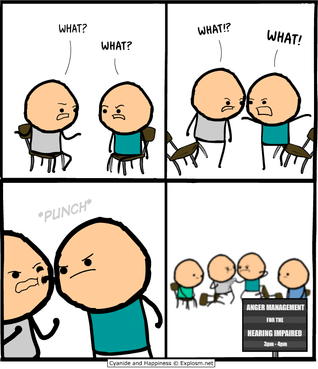 WHAT?
WHAT?
WHAT!?
WHAT!
*PUNCH*
ANGER MANAGEMENT
FOR THE
HEARING IMPAIRED
3pm - 4pm
Cyanide and Happiness © Explosm.net